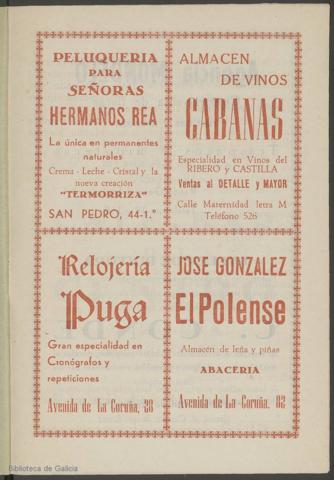 PELUQUERIA
PARA
SEÑORAS
HERMANOS REA
La única en permanentes
naturales
Crema - Leche - Cristal y la
nueva creación
"TERMORRIZA"
SAN PEDRO, 44-1.°
ALMACEN
DE VINOS
CABANAS
Especialidad en Vinos del
RIBERO y CASTILLA
Ventas al DETALLE y MAYOR
Calle Maternidad letra M
Teléfono 526
Relojería
Puga
Gran especialidad en
Cronógrafos y
repeticiones
Avenida de La Coruña, 38
JOSE GONZALEZ
El Polense
Almacén de leña y piñas
ABACERIA
Avenida de La Coruña, 82
Biblioteca de Galicia